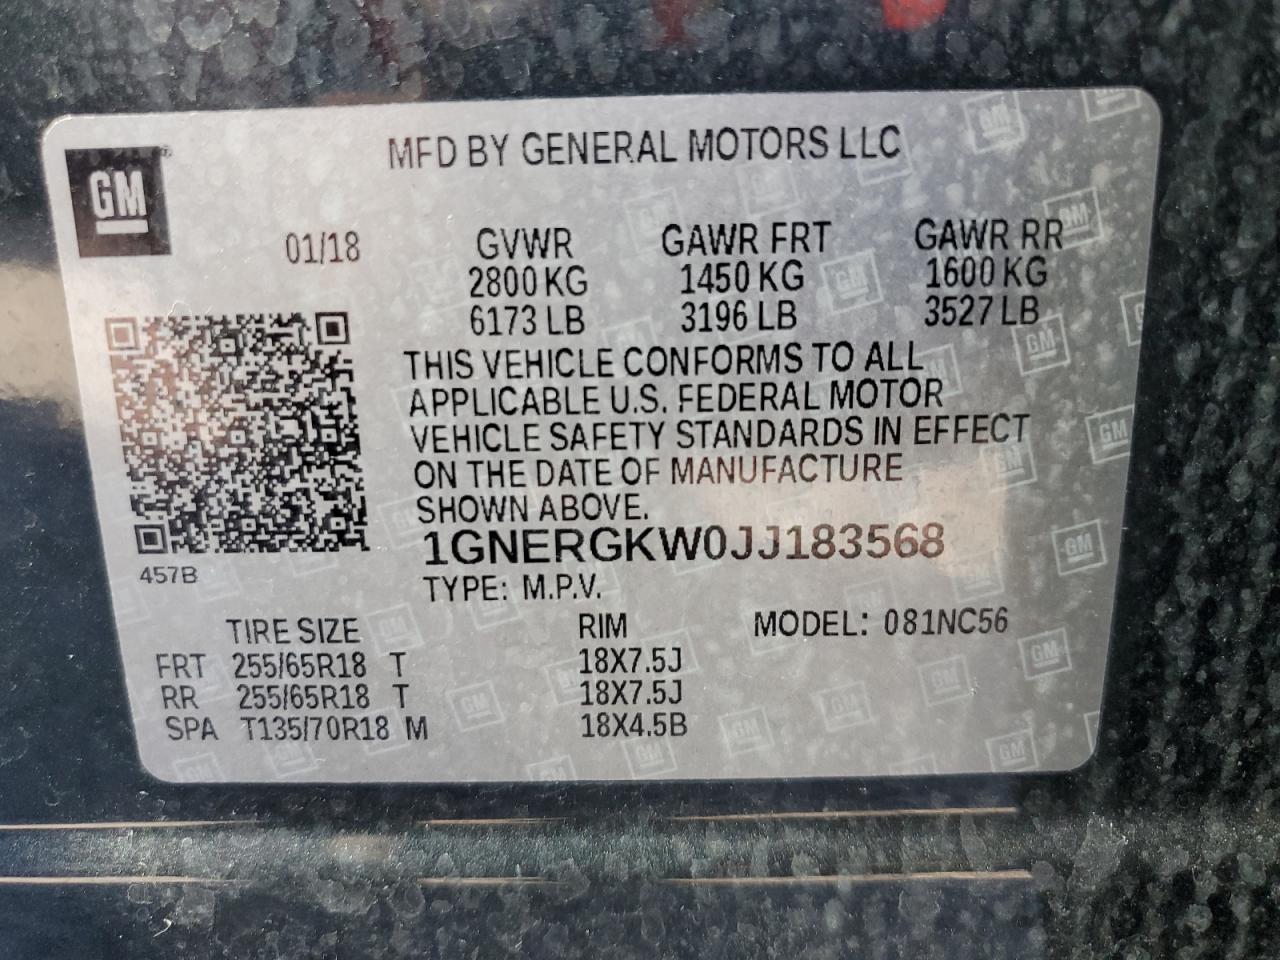 MFD BY GENERAL MOTORS LLC
GM
01/18
GVWR GAWR FRT GAWR RR
2800 KG 1450 KG 1600 KG
6173 LB 3196 LB 3527 LB
THIS VEHICLE CONFORMS TO ALL
APPLICABLE U.S. FEDERAL MOTOR
VEHICLE SAFETY STANDARDS IN EFFECT
ON THE DATE OF MANUFACTURE
SHOWN ABOVE.
1GNERGKW0JJ183568
457B
TYPE: M.P.V.
TIRE SIZE RIM MODEL: 081NC56
FRT 255/65R18 T 18X7.5J
RR 255/65R18 T 18X7.5J
SPA T135/70R18 M 18X4.5B